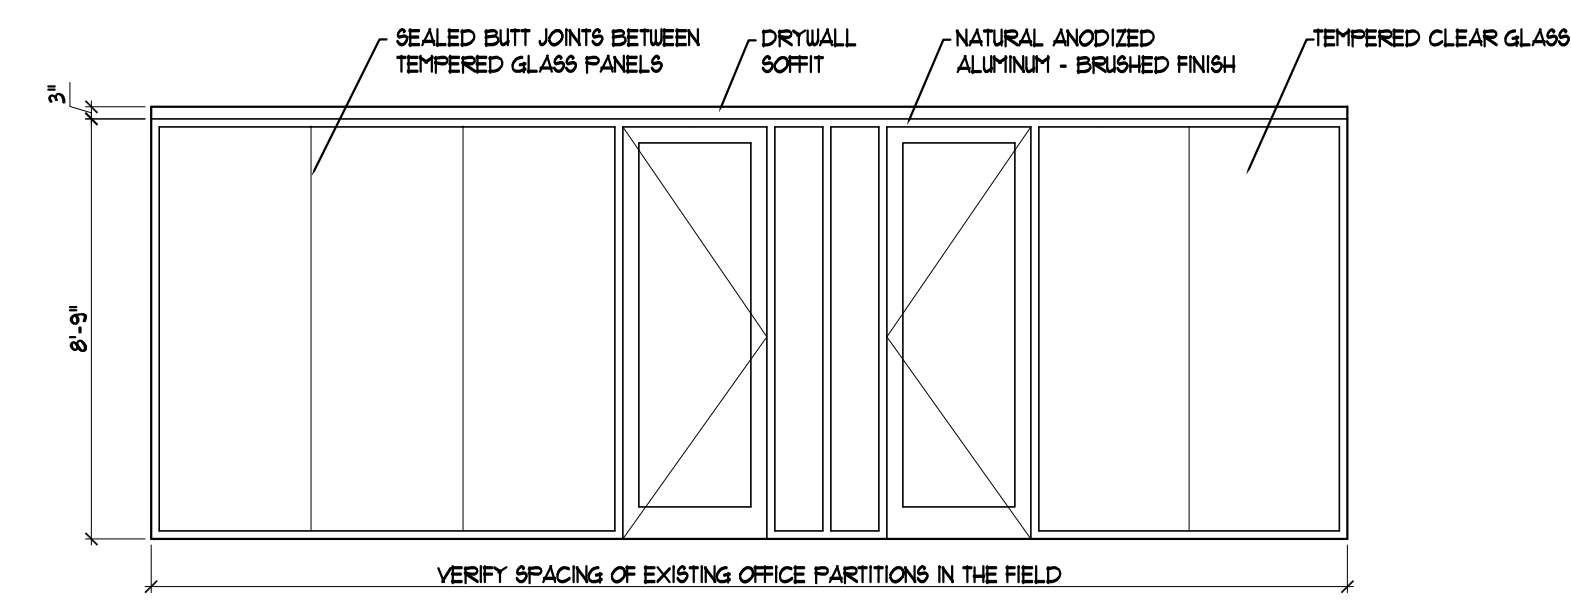 SEALED BUTT JOINTS BETWEEN
TEMPERED GLASS PANELS
DRYWALL
SOFFIT
NATURAL ANODIZED
ALUMINUM - BRUSHED FINISH
TEMPERED CLEAR GLASS
3"
8'-9"
VERIFY SPACING OF EXISTING OFFICE PARTITIONS IN THE FIELD